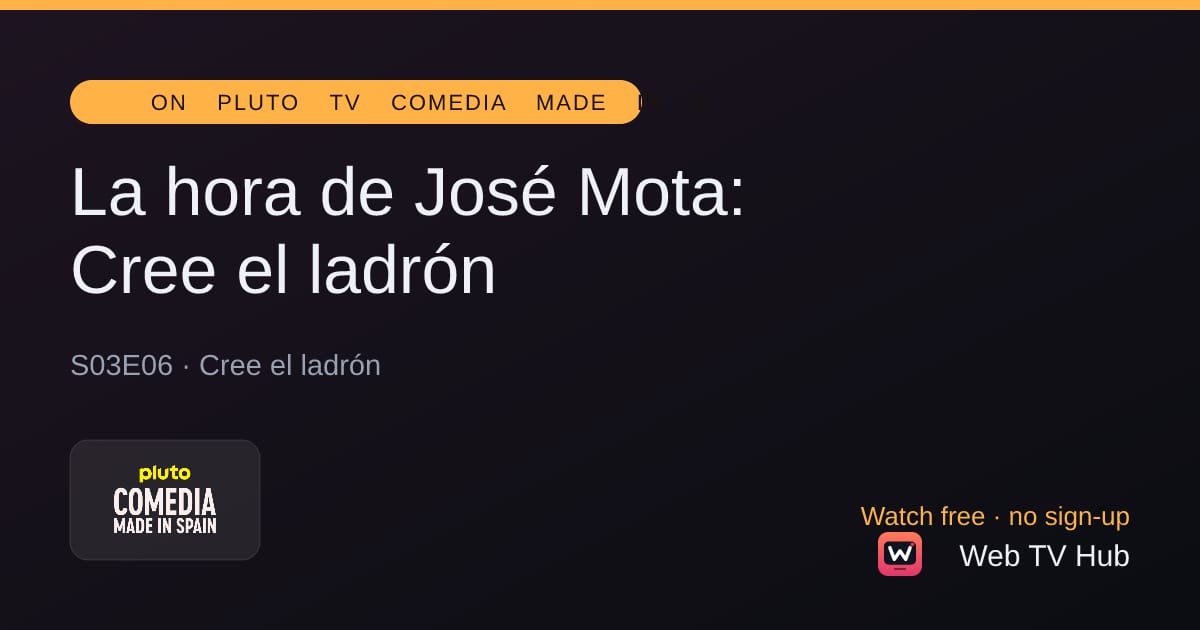 ON PLUTO TV COMEDIA MADE
La hora de José Mota:
Cree el ladrón
S03E06 · Cree el ladrón
pluto
COMEDIA
MADE IN SPAIN
Watch free · no sign-up
W
Web TV Hub